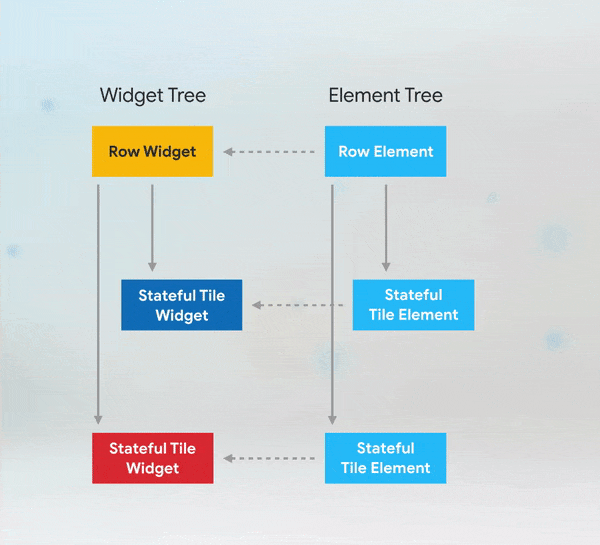 Widget Tree
Element Tree
Row Widget
Row Element
Stateful Tile
Widget
Stateful
Tile Element
Stateful Tile
Widget
Stateful
Tile Element